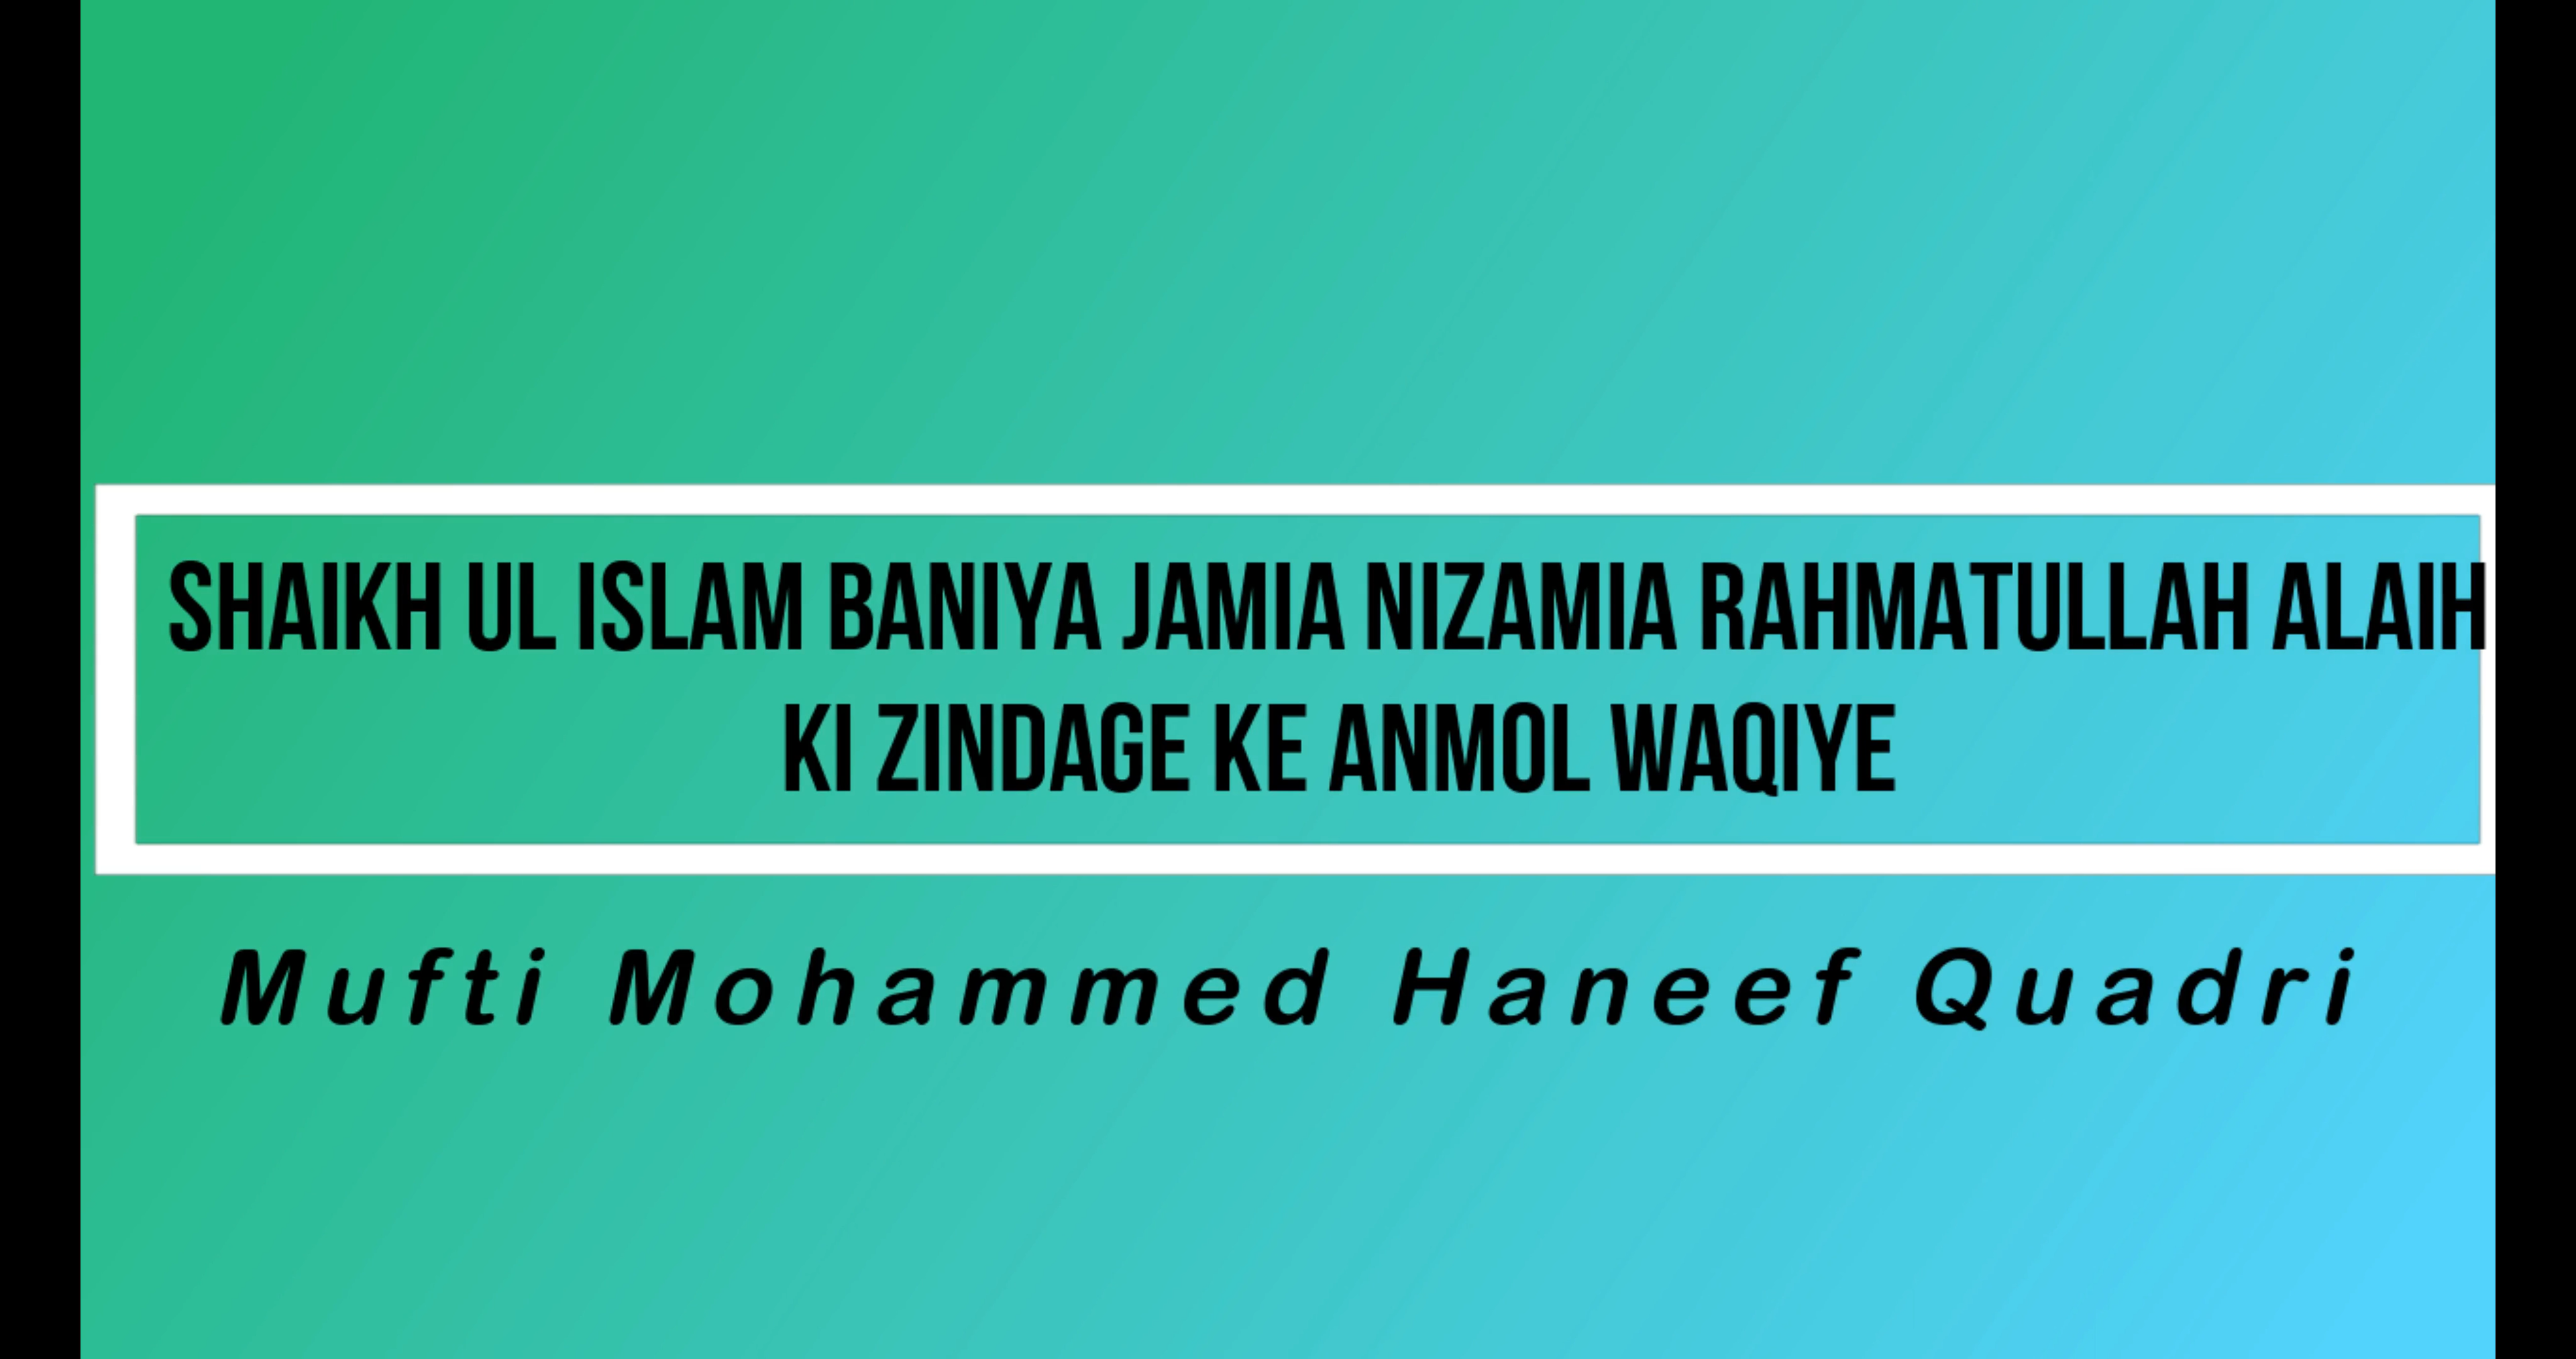 SHAIKH UL ISLAM BANIYA JAMIA NIZAMIA RAHMATULLAH ALAIH
KI ZINDAGE KE ANMOL WAQIYE
Mufti Mohammed Haneef Quadri